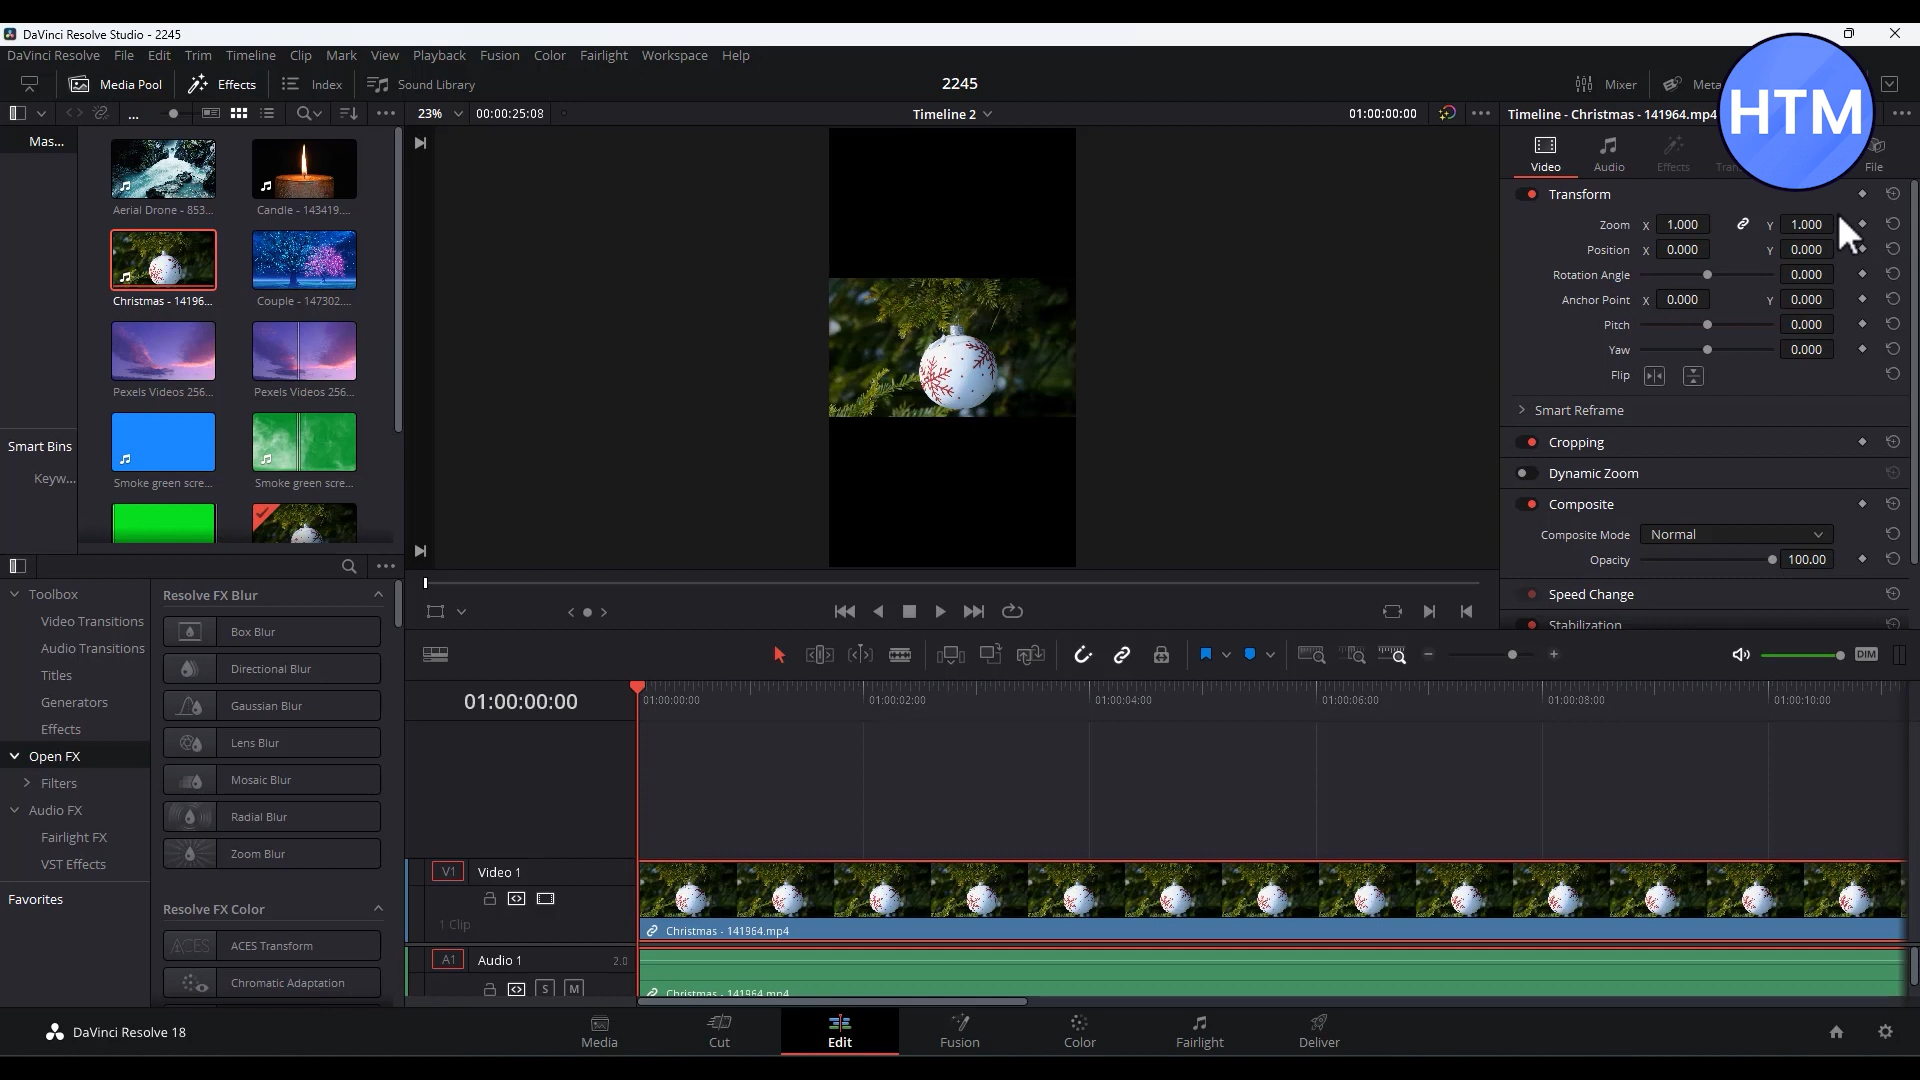 DaVinci Resolve Studio - 2245
DaVinci Resolve File Edit Trim Timeline Clip Mark View Playback Fusion Color Fairlight Workspace Help
Media Pool Effects Index Sound Library 2245 Mixer
... 23% 00:00:25:08 Timeline 2 01:00:00:00 Timeline - Christmas - 141964.mp4
HTM
Mas...
Aerial Drone - 853... Candle - 143419....
Christmas - 14196... Couple - 147302....
Pexels Videos 256... Pexels Videos 256...
Smoke green scre... Smoke green scre...
Smart Bins
Keyw...
Video Audio Effects Tran... File
Transform
Zoom X 1.000 Y 1.000
Position X 0.000 Y 0.000
Rotation Angle 0.000
Anchor Point X 0.000 Y 0.000
Pitch 0.000
Yaw 0.000
Flip
Smart Reframe
Cropping
Dynamic Zoom
Composite
Composite Mode Normal
Opacity 100.00
Speed Change
Stabilization
Toolbox
Video Transitions
Audio Transitions
Titles
Generators
Effects
Open FX
Filters
Audio FX
Fairlight FX
VST Effects
Favorites
Resolve FX Blur
Box Blur
Directional Blur
Gaussian Blur
Lens Blur
Mosaic Blur
Radial Blur
Zoom Blur
Resolve FX Color
ACES ACES Transform
Chromatic Adaptation
DIM
01:00:00:00 01:00:00:00 01:00:02:00 01:00:04:00 01:00:06:00 01:00:08:00 01:00:10:00
V1 Video 1
1 Clip
Christmas - 141964.mp4
A1 Audio 1 2.0
S M
Christmas - 141964.mp4
DaVinci Resolve 18
Media Cut Edit Fusion Color Fairlight Deliver